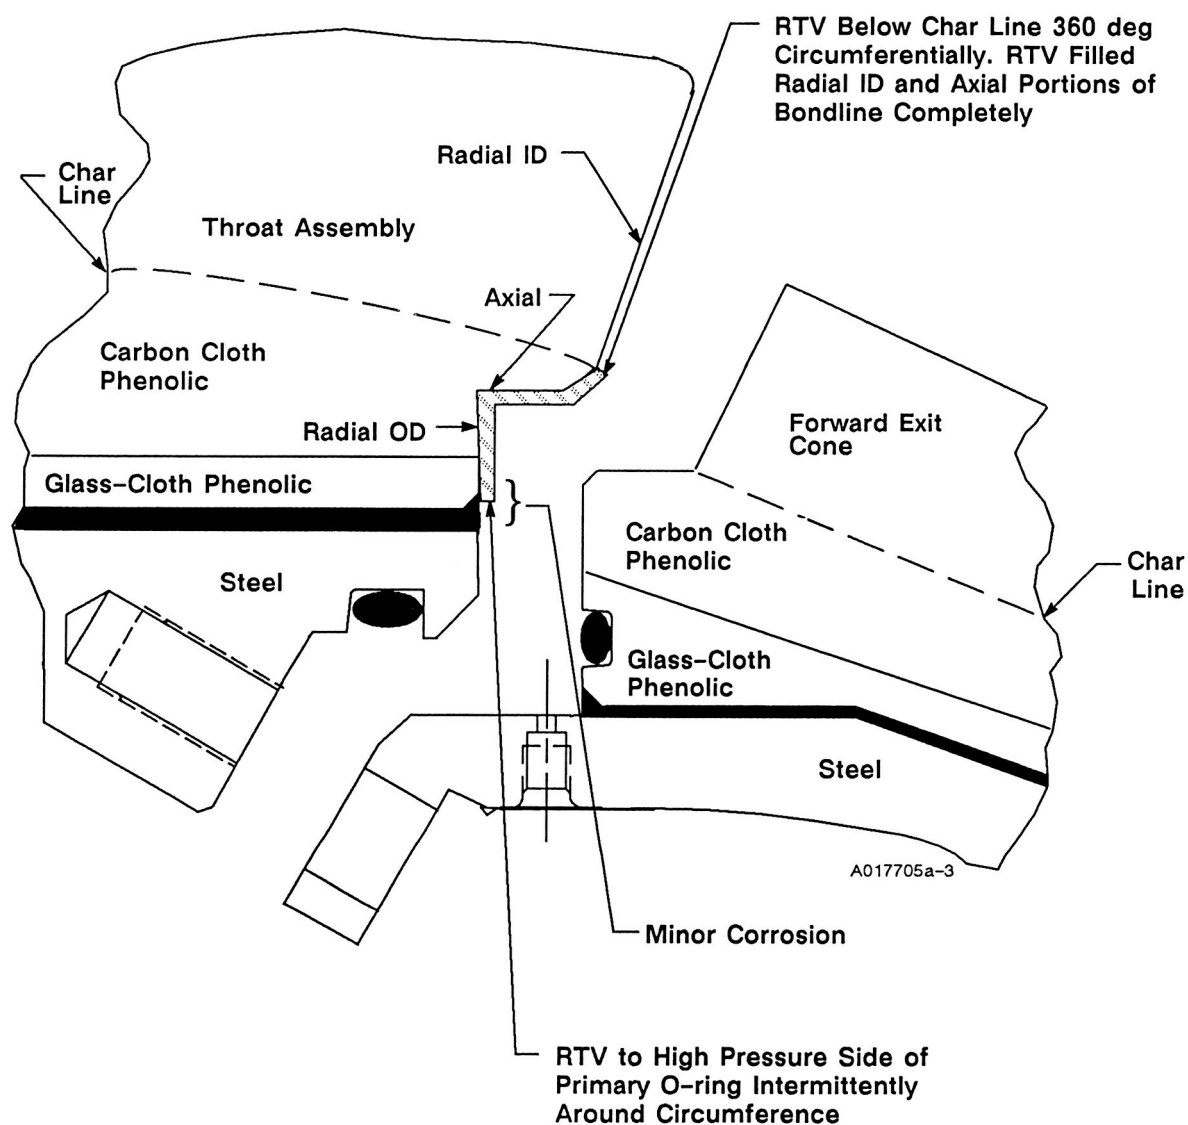 RTV Below Char Line 360 deg
Circumferentially. RTV Filled
Radial ID and Axial Portions of
Bondline Completely
Radial ID
Char
Line
Throat Assembly
Axial
Carbon Cloth
Phenolic
Radial OD
Forward Exit
Cone
Glass-Cloth Phenolic
Carbon Cloth
Phenolic
Char
Line
Steel
Glass-Cloth
Phenolic
Steel
A017705a-3
Minor Corrosion
RTV to High Pressure Side of
Primary O-ring Intermittently
Around Circumference